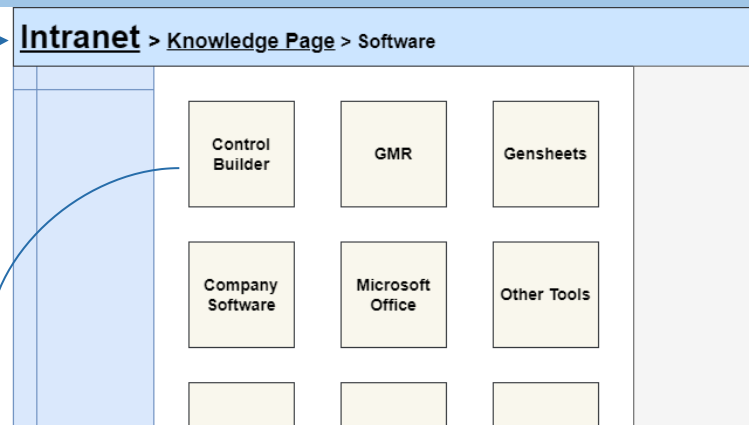 Intranet > Knowledge Page > Software
Control
Builder
GMR
Gensheets
Company
Software
Microsoft
Office
Other Tools